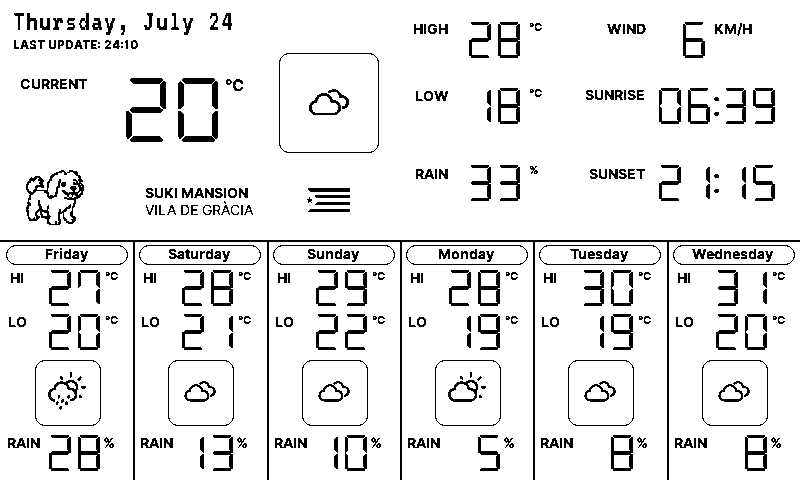 Thursday, July 24
LAST UPDATE: 24:10
CURRENT 20 °C
HIGH 28 °C
LOW 18 °C
RAIN 33 %
WIND 6 KM/H
SUNRISE 06:39
SUNSET 21:15
SUKI MANSION
VILA DE GRÀCIA
Friday
HI 27 °C
LO 20 °C
RAIN 28 %
Saturday
HI 28 °C
LO 21 °C
RAIN 13 %
Sunday
HI 29 °C
LO 22 °C
RAIN 10 %
Monday
HI 28 °C
LO 19 °C
RAIN 5 %
Tuesday
HI 30 °C
LO 19 °C
RAIN 8 %
Wednesday
HI 31 °C
LO 20 °C
RAIN 8 %